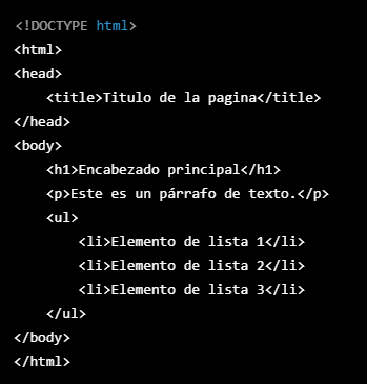 <!DOCTYPE html>
<html>
<head>
    <title>Titulo de la pagina</title>
</head>
<body>
    <h1>Encabezado principal</h1>
    <p>Este es un párrafo de texto.</p>
    <ul>
        <li>Elemento de lista 1</li>
        <li>Elemento de lista 2</li>
        <li>Elemento de lista 3</li>
    </ul>
</body>
</html>